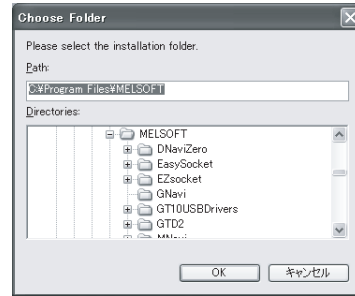 Choose Folder
Please select the installation folder.
Path:
C:¥Program Files¥MELSOFT
Directories:
MELSOFT
DNaviZero
EasySocket
EZsocket
GNavi
GT10USBDrivers
GTD2
MNavi
OK
キャンセル